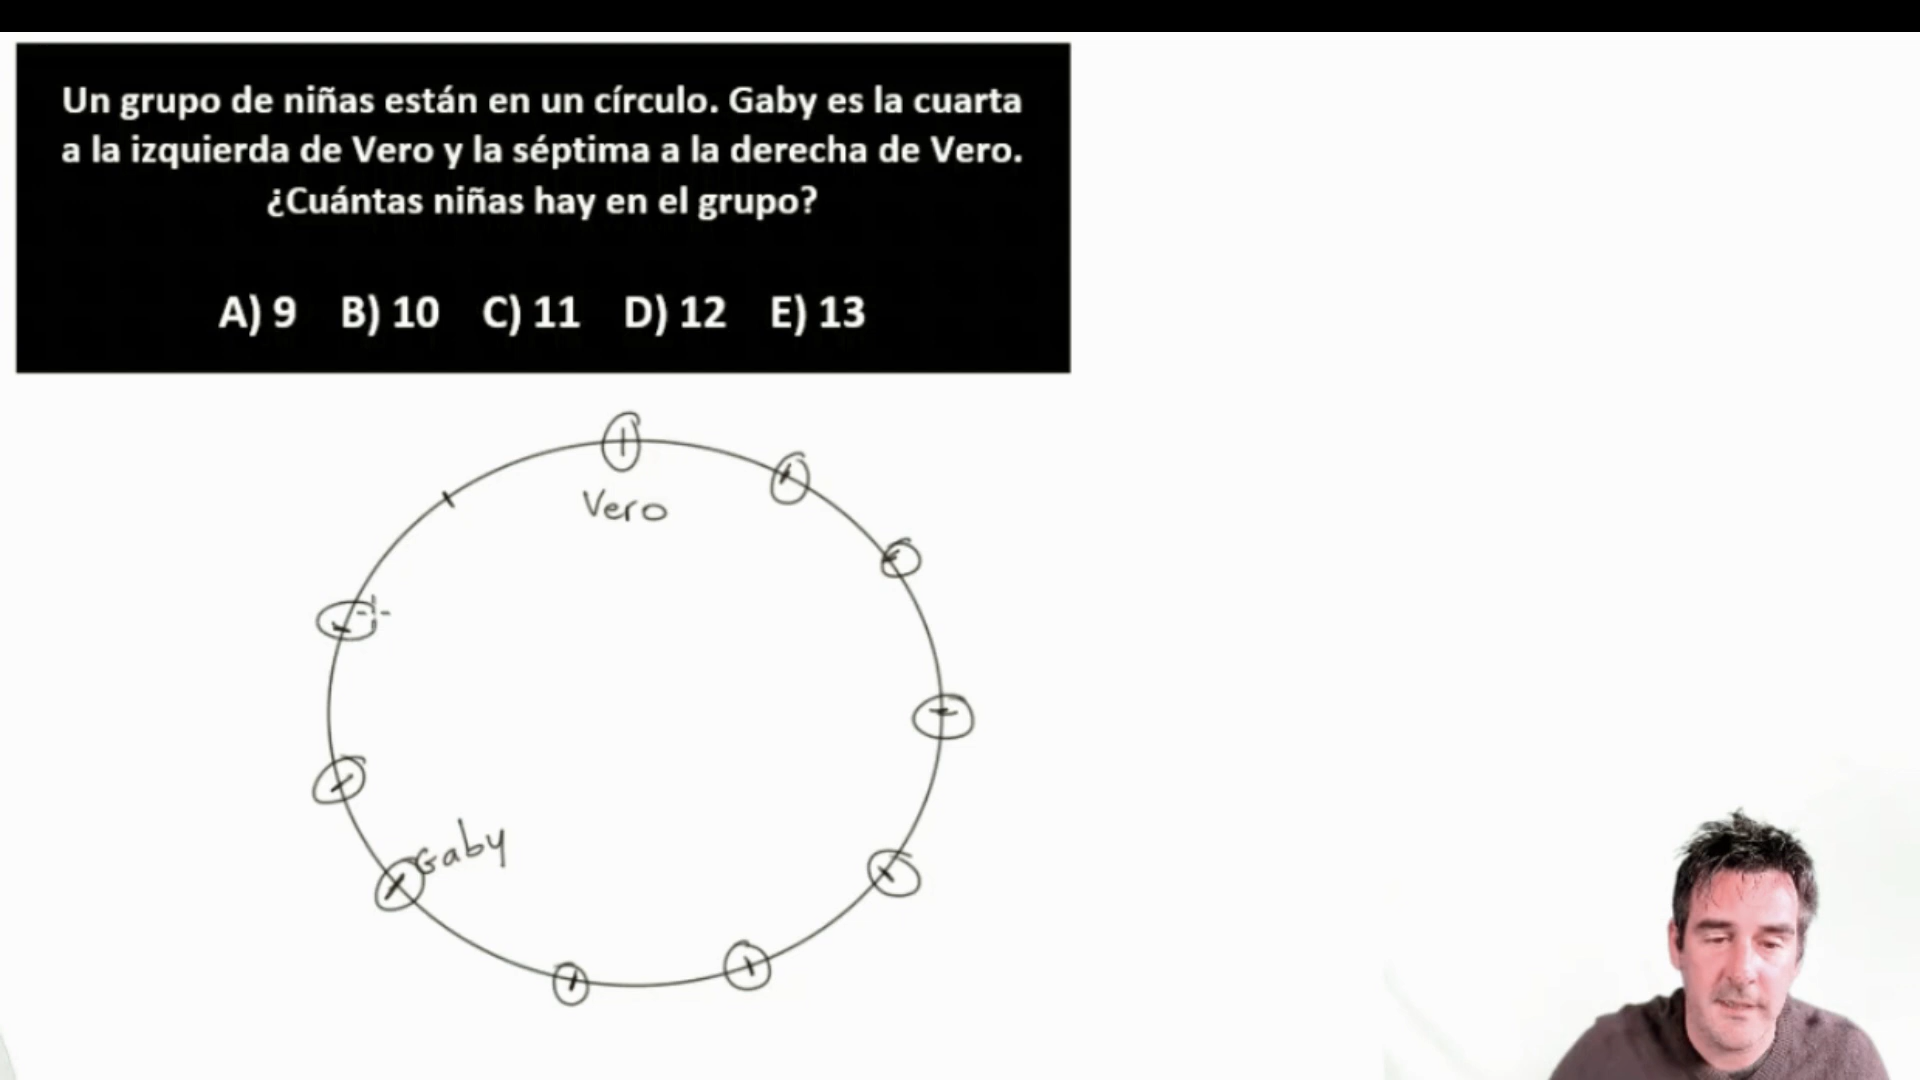 Un grupo de niñas están en un círculo. Gaby es la cuarta
a la izquierda de Vero y la séptima a la derecha de Vero.
¿Cuántas niñas hay en el grupo?
A) 9 B) 10 C) 11 D) 12 E) 13
Vero
Gaby